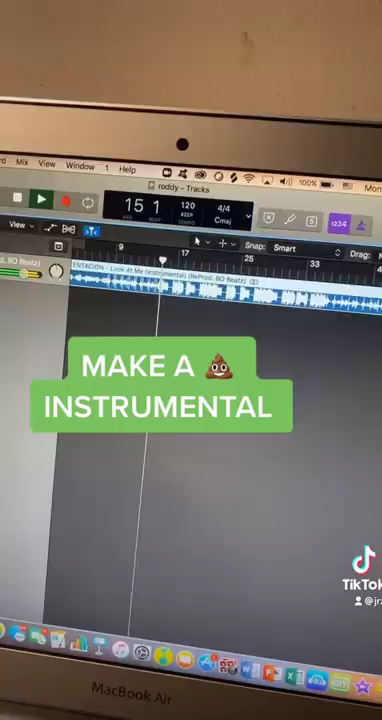 Mix View Window 1 Help
100%
roddy – Tracks
15 1
120
KEEP
TEMPO
4/4
Cmaj
1234
View
Snap: Smart
Drag:
9
17
25
33
ENTACION - Look At Me (Instrumental) (ReProd. BO Beatz)
d. BO Beatz)
MAKE A 💩
INSTRUMENTAL
TikTok
MacBook Air